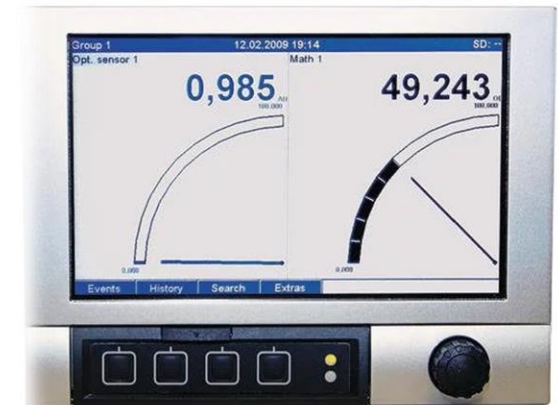 Group 1 12.02.2009 19:14 SD: --
Opt. sensor 1 Math 1
0,985 AU 49,243
100.000 100.000
0.000 0.000
Events History Search Extras